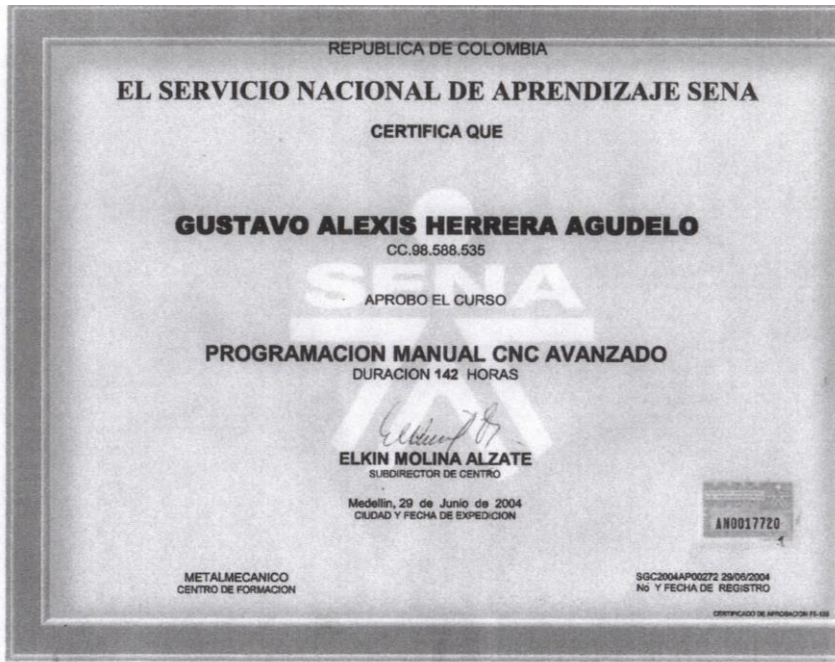 REPUBLICA DE COLOMBIA
EL SERVICIO NACIONAL DE APRENDIZAJE SENA
CERTIFICA QUE
GUSTAVO ALEXIS HERRERA AGUDELO
CC.98.588.535
SENA
APROBO EL CURSO
PROGRAMACION MANUAL CNC AVANZADO
DURACION 142 HORAS
ELKIN MOLINA ALZATE
SUBDIRECTOR DE CENTRO
Medellin, 29 de Junio de 2004
CIUDAD Y FECHA DE EXPEDICION
AN0017720
METALMECANICO
CENTRO DE FORMACION
SGC2004AP00272 29/06/2004
No Y FECHA DE REGISTRO
CERTIFICADO DE APROBACION